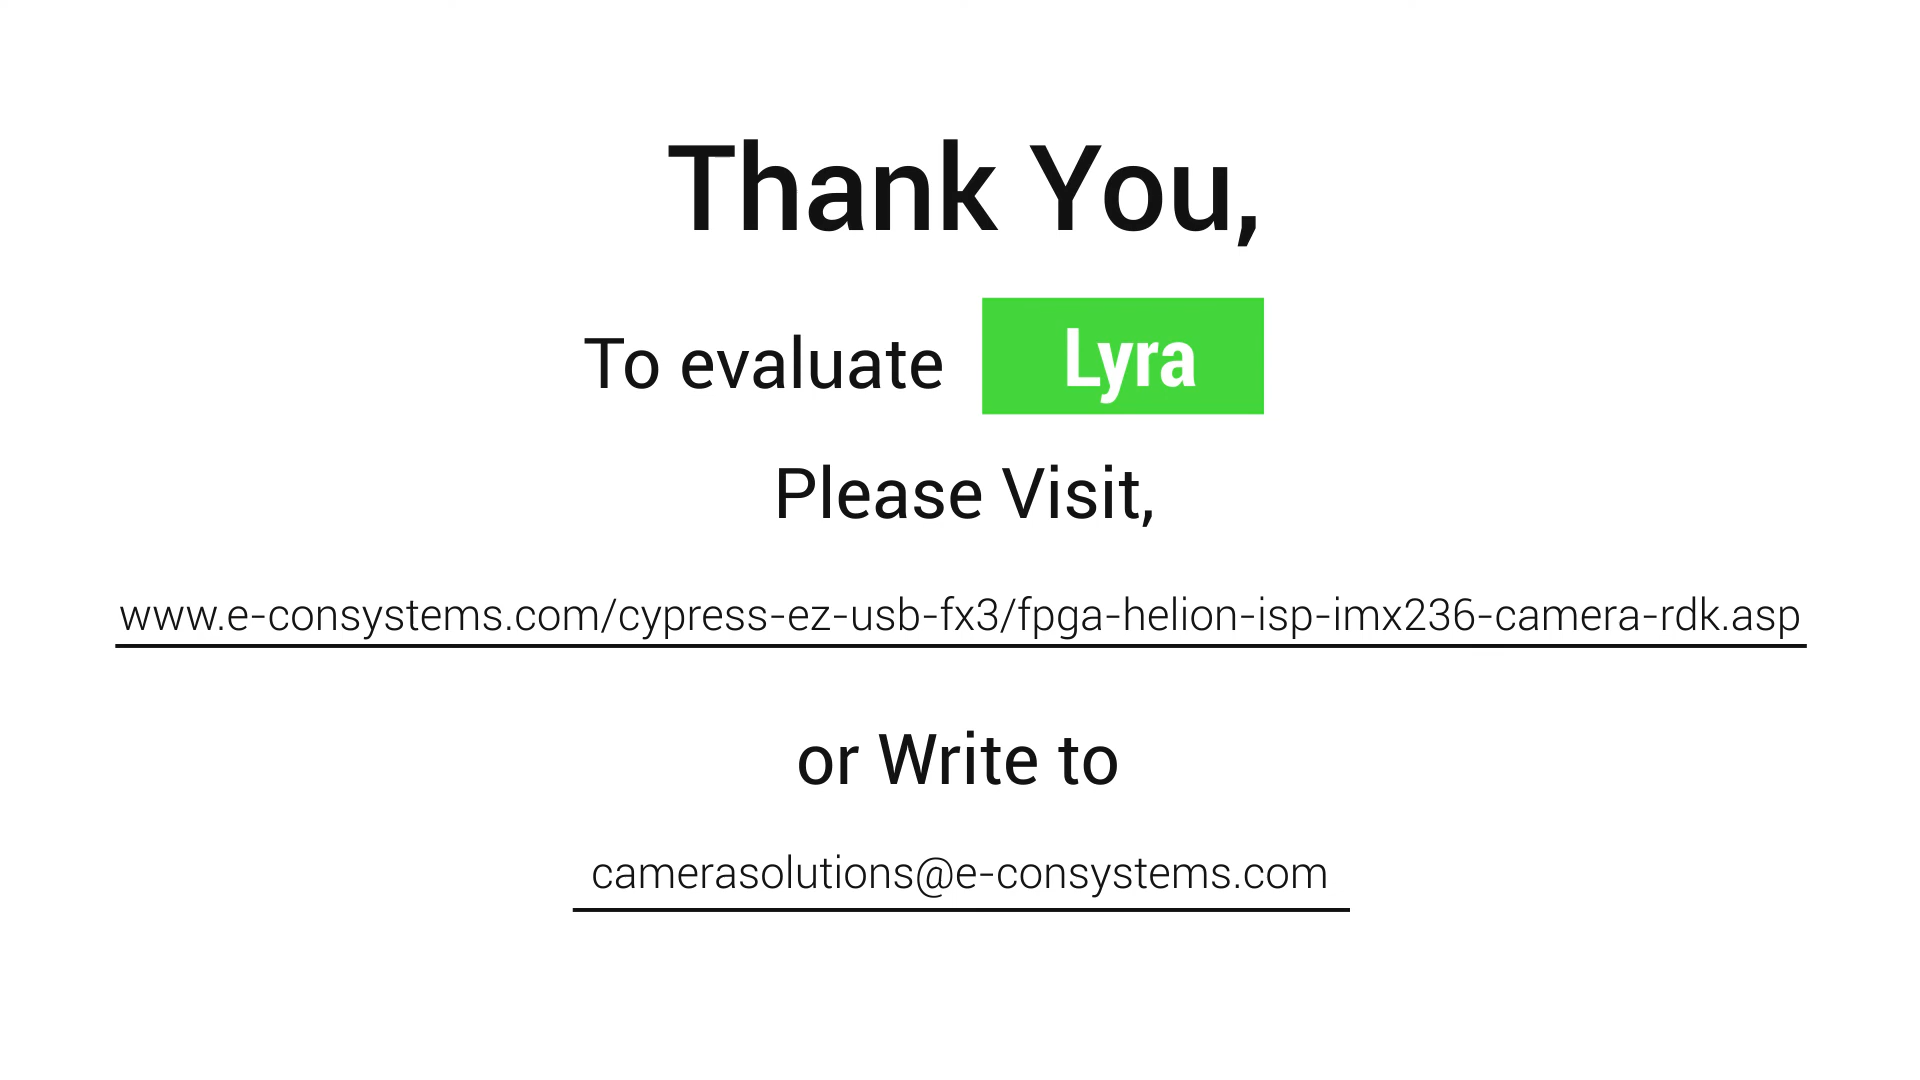 Thank You,
To evaluate Lyra
Please Visit,
www.e-consystems.com/cypress-ez-usb-fx3/fpga-helion-isp-imx236-camera-rdk.asp
or Write to
camerasolutions@e-consystems.com